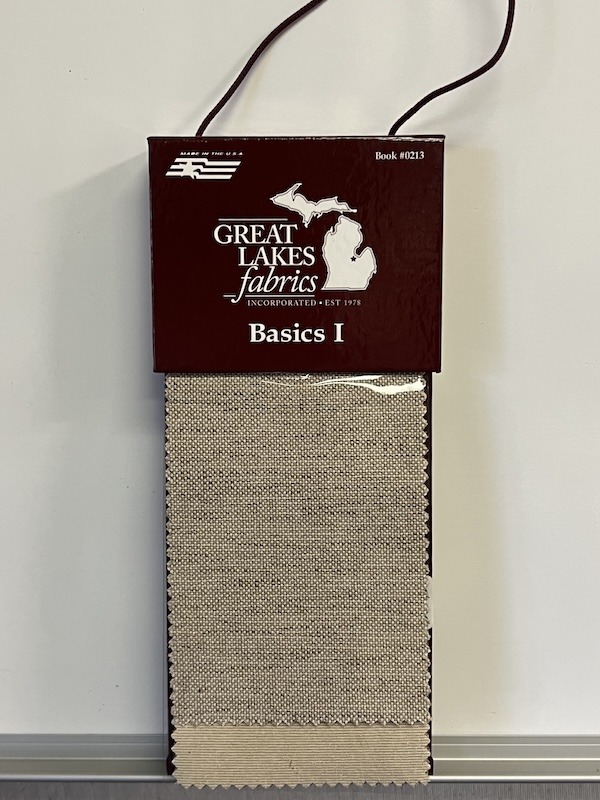 MADE IN THE U.S.A
Book #0213
GREAT
LAKES
fabrics
INCORPORATED • EST 1978
Basics I